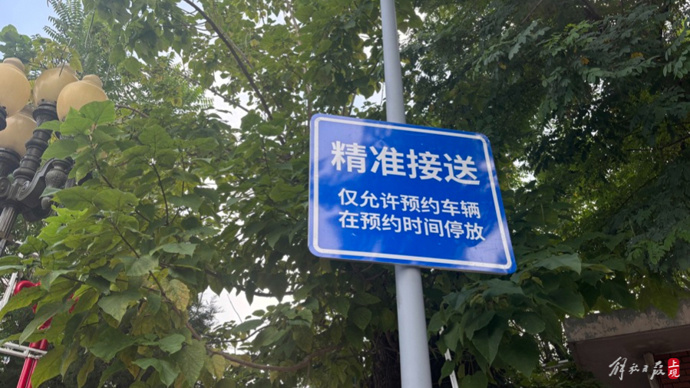 精准接送
仅允许预约车辆
在预约时间停放
解放日报
上观